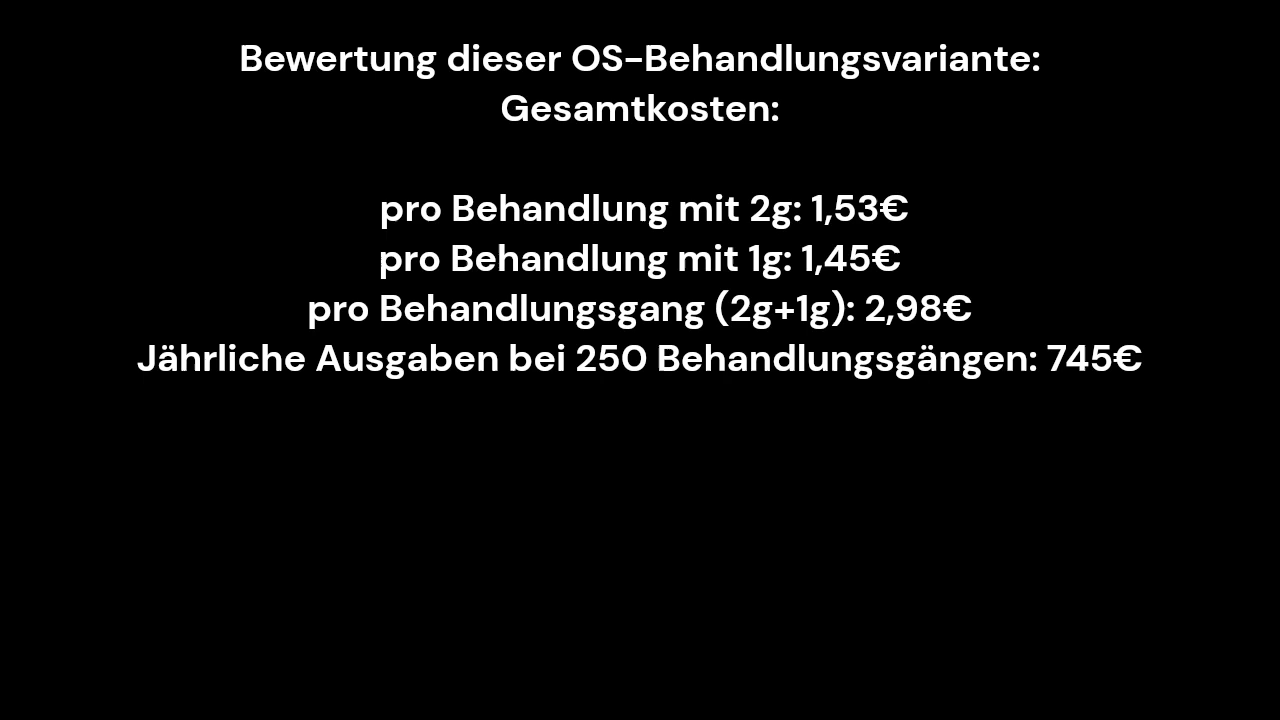 Bewertung dieser OS-Behandlungsvariante:
Gesamtkosten:
pro Behandlung mit 2g: 1,53€
pro Behandlung mit 1g: 1,45€
pro Behandlungsgang (2g+1g): 2,98€
Jährliche Ausgaben bei 250 Behandlungsgängen: 745€